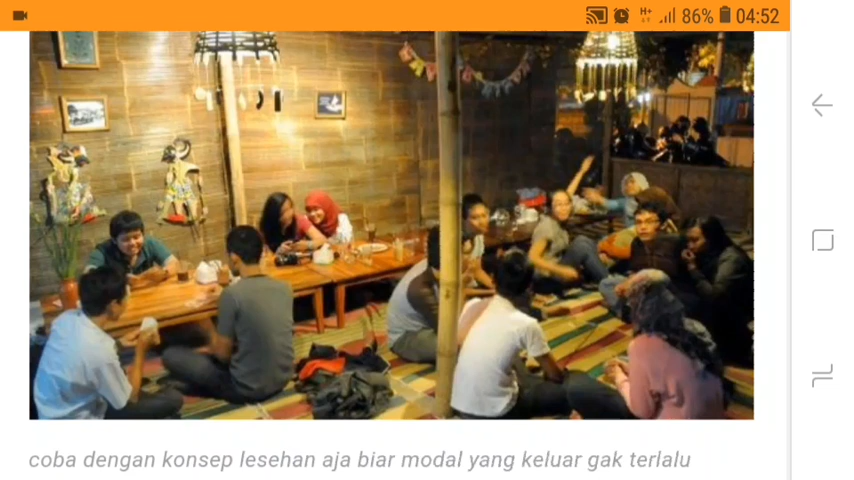 H+ 86% 04:52
coba dengan konsep lesehan aja biar modal yang keluar gak terlalu